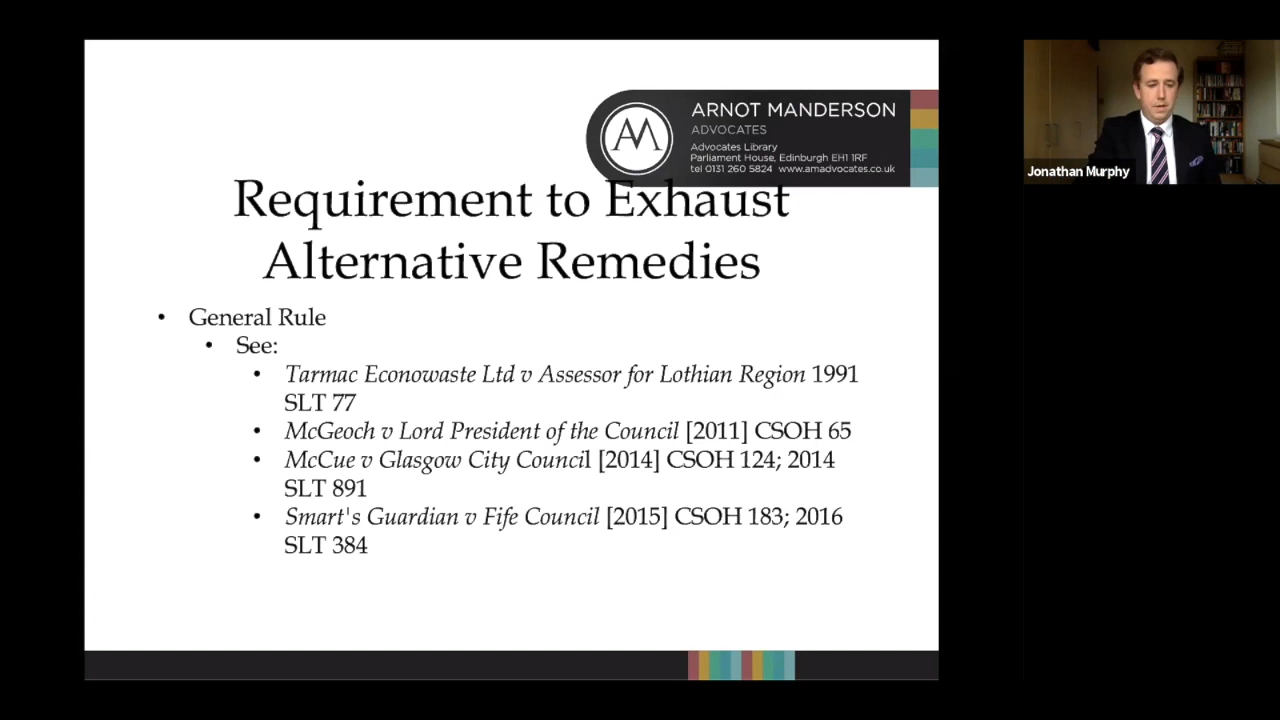 ARNOT MANDERSON
ADVOCATES
Advocates Library
Parliament House, Edinburgh EH1 1RF
tel 0131 260 5824 www.amadvocates.co.uk
AM
Requirement to Exhaust
Alternative Remedies
• General Rule
• See:
• Tarmac Econowaste Ltd v Assessor for Lothian Region 1991
SLT 77
• McGeoch v Lord President of the Council [2011] CSOH 65
• McCue v Glasgow City Council [2014] CSOH 124; 2014
SLT 891
• Smart's Guardian v Fife Council [2015] CSOH 183; 2016
SLT 384
Jonathan Murphy